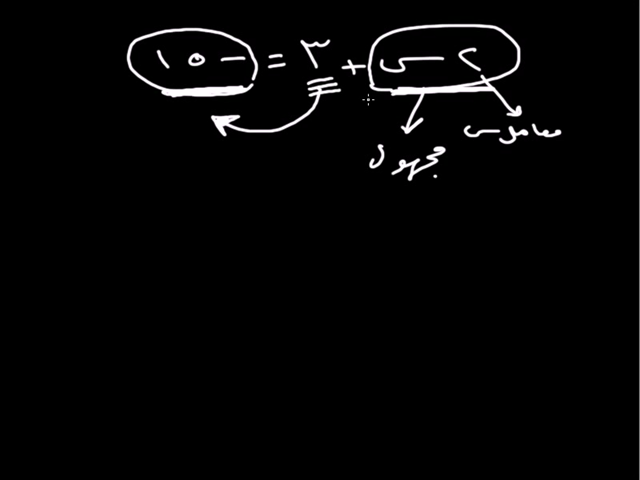 ٢س + ٣ = -١٥
معامل س
مجهول